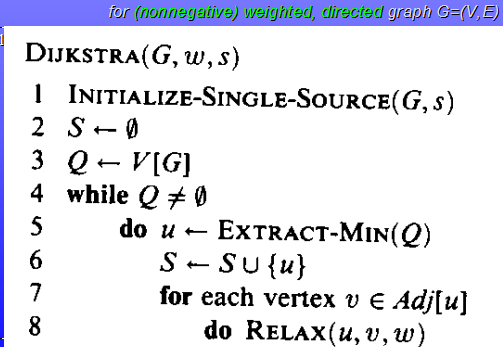 for (nonnegative) weighted, directed graph G=(V,E)
DIJKSTRA(G, w, s)
1 INITIALIZE-SINGLE-SOURCE(G, s)
2 S ← ∅
3 Q ← V[G]
4 while Q ≠ ∅
5 do u ← EXTRACT-MIN(Q)
6 S ← S ∪ {u}
7 for each vertex v ∈ Adj[u]
8 do RELAX(u, v, w)